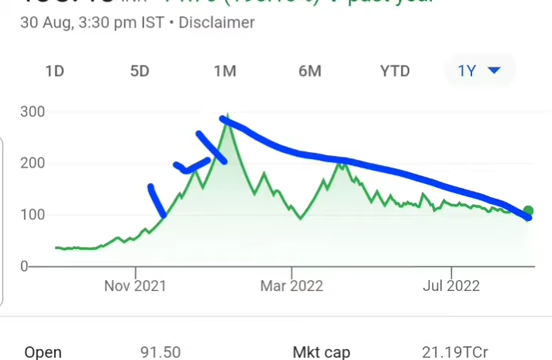 30 Aug, 3:30 pm IST • Disclaimer
1D 5D 1M 6M YTD 1Y
300
200
100
0
Nov 2021 Mar 2022 Jul 2022
Open 91.50 Mkt cap 21.19TCr